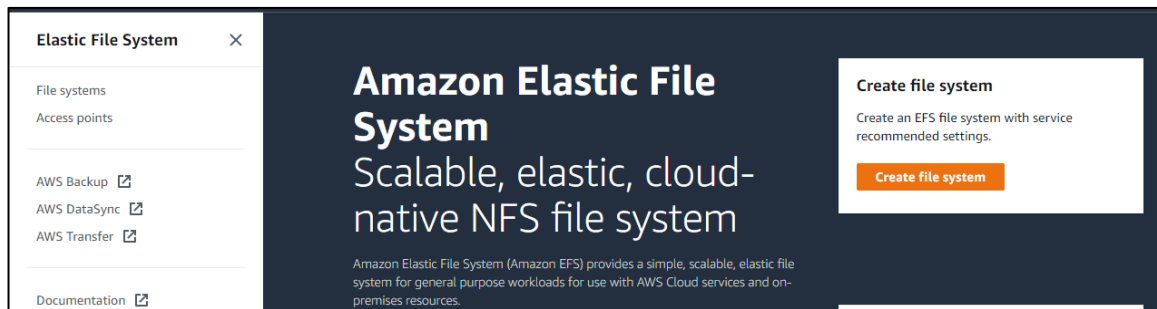 Elastic File System
File systems
Access points
AWS Backup
AWS DataSync
AWS Transfer
Documentation
Amazon Elastic File
System
Scalable, elastic, cloud-
native NFS file system
Amazon Elastic File System (Amazon EFS) provides a simple, scalable, elastic file
system for general purpose workloads for use with AWS Cloud services and on-
premises resources.
Create file system
Create an EFS file system with service
recommended settings.
Create file system